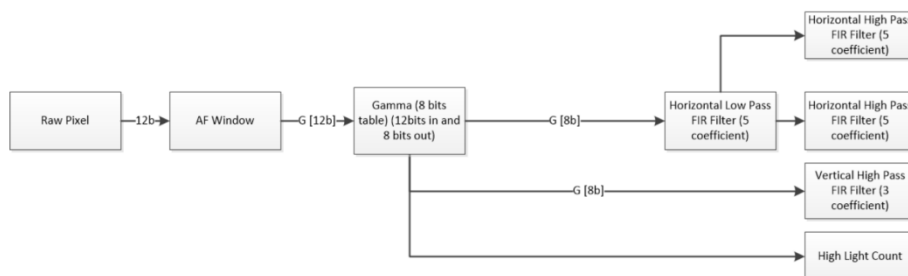 Horizontal High Pass
FIR Filter (5
coefficient)
Raw Pixel
12b
AF Window
G [12b]
Gamma (8 bits
table) (12bits in and
8 bits out)
G [8b]
Horizontal Low Pass
FIR Filter (5
coefficient)
Horizontal High Pass
FIR Filter (5
coefficient)
G [8b]
Vertical High Pass
FIR Filter (3
coefficient)
High Light Count